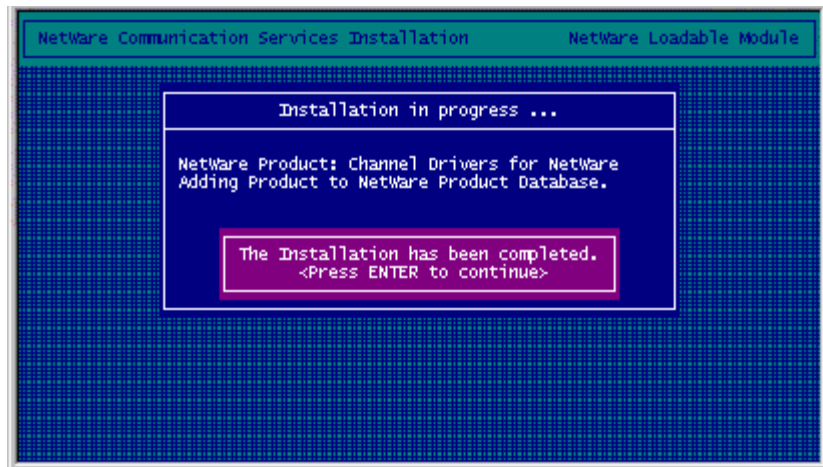 NetWare Communication Services Installation NetWare Loadable Module
Installation in progress ...
NetWare Product: Channel Drivers for NetWare
Adding Product to NetWare Product Database.
The Installation has been completed.
<Press ENTER to continue>